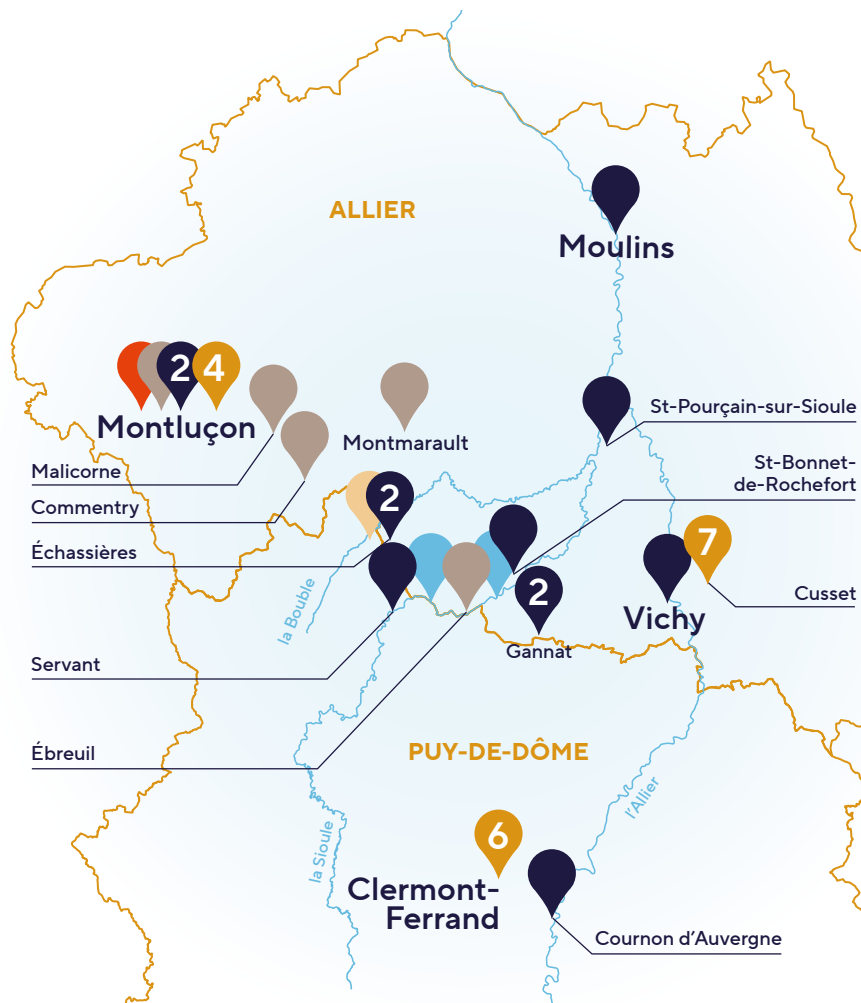 ALLIER
Moulins
2
4
Montluçon
Montmarault
St-Pourçain-sur-Sioule
Malicorne
St-Bonnet-
de-Rochefort
Commentry
2
Échassières
7
la Bouble
2
Cusset
Vichy
Gannat
Servant
Ébreuil
PUY-DE-DÔME
l'Allier
6
la Sioule
Clermont-
Ferrand
Cournon d'Auvergne